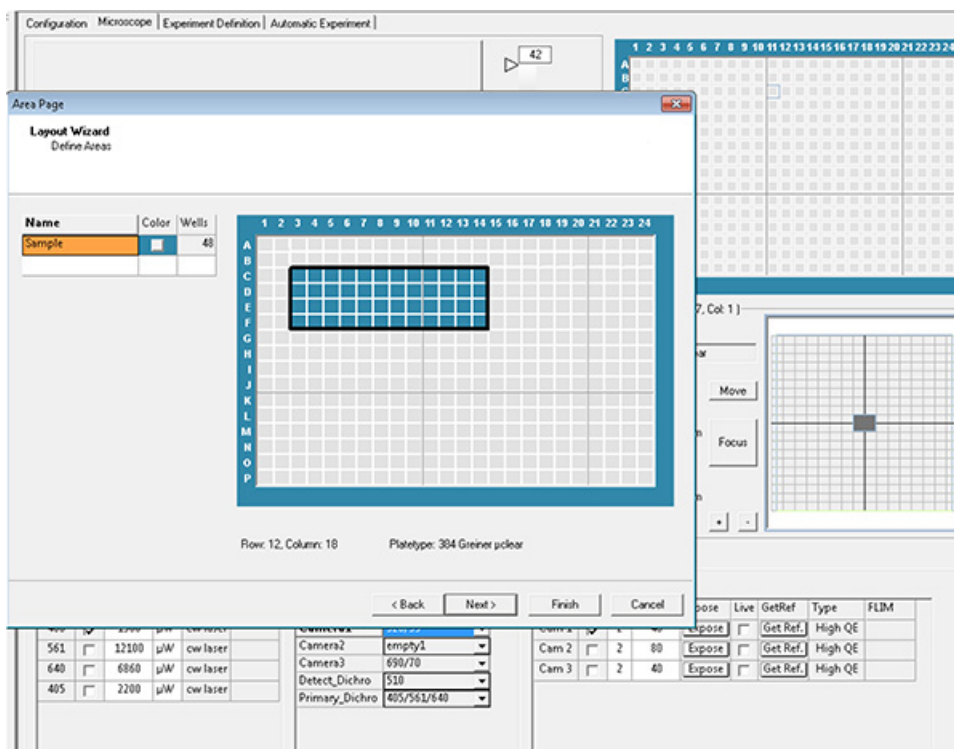 Configuration Microscope Experiment Definition Automatic Experiment
42
1 2 3 4 5 6 7 8 9 10 11 12 13 14 15 16 17 18 19 20 21 22 23 24
A
B
Area Page
Layout Wizard
Define Areas
Name Color Wells
Sample 48
1 2 3 4 5 6 7 8 9 10 11 12 13 14 15 16 17 18 19 20 21 22 23 24
A
B
C
D
E
F
G
H
I
J
K
L
M
N
O
P
7, Col: 1 )
Move
Focus
+ -
Row: 12, Column: 18 Platetype: 384 Greiner µclear
< Back Next > Finish Cancel
Live GetRef Type FLIM
µW cw laser Cam 1 2 Expose Get Ref. High QE
561 12100 µW cw laser Camera2 empty1 Cam 2 2 80 Expose Get Ref. High QE
640 6860 µW cw laser Camera3 690/70 Cam 3 2 40 Expose Get Ref. High QE
405 2200 µW cw laser Detect_Dichro 510
Primary_Dichro 405/561/640